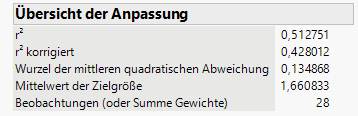 Übersicht der Anpassung
r² 0,512751
r² korrigiert 0,428012
Wurzel der mittleren quadratischen Abweichung 0,134868
Mittelwert der Zielgröße 1,660833
Beobachtungen (oder Summe Gewichte) 28